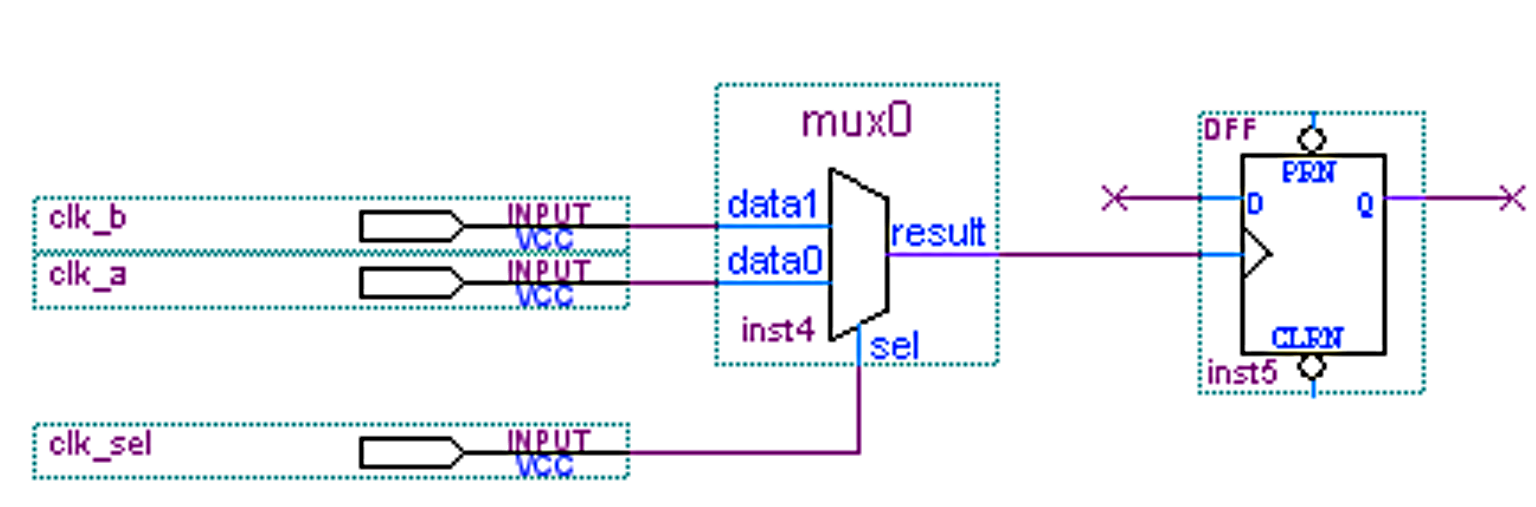 mux0
clk_b
INPUT
VCC
clk_a
INPUT
VCC
data1
data0
result
inst4
sel
clk_sel
INPUT
VCC
DFF
PRN
D
Q
CLRN
inst5